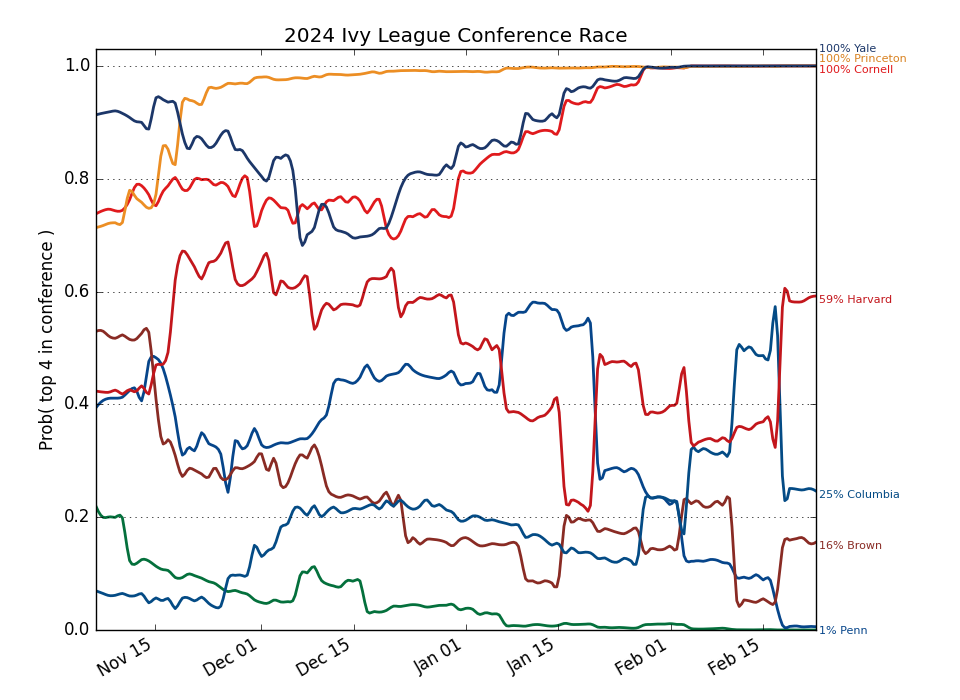 2024 Ivy League Conference Race
Prob( top 4 in conference )
1.0
0.8
0.6
0.4
0.2
0.0
Nov 15
Dec 01
Dec 15
Jan 01
Jan 15
Feb 01
Feb 15
100% Yale
100% Princeton
100% Cornell
59% Harvard
25% Columbia
16% Brown
1% Penn